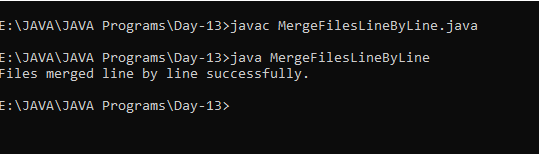 E:\JAVA\JAVA Programs\Day-13>javac MergeFilesLineByLine.java
E:\JAVA\JAVA Programs\Day-13>java MergeFilesLineByLine
Files merged line by line successfully.
E:\JAVA\JAVA Programs\Day-13>